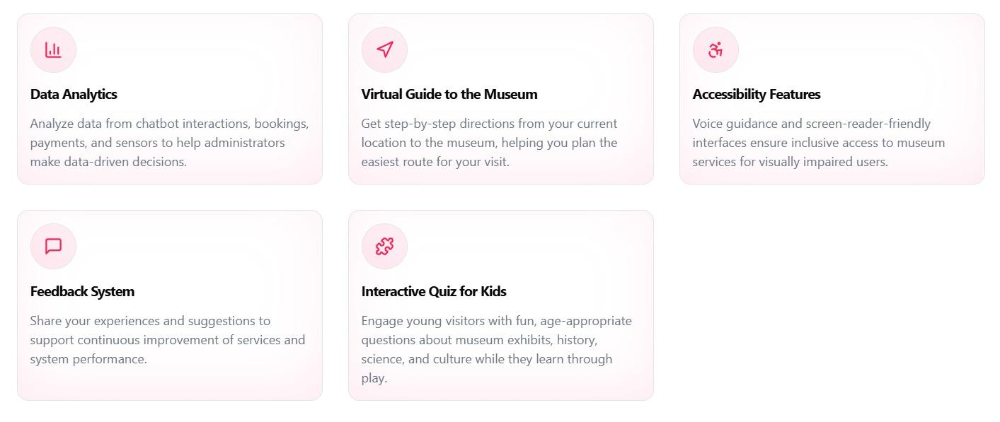 Data Analytics
Analyze data from chatbot interactions, bookings,
payments, and sensors to help administrators
make data-driven decisions.
Virtual Guide to the Museum
Get step-by-step directions from your current
location to the museum, helping you plan the
easiest route for your visit.
Accessibility Features
Voice guidance and screen-reader-friendly
interfaces ensure inclusive access to museum
services for visually impaired users.
Feedback System
Share your experiences and suggestions to
support continuous improvement of services and
system performance.
Interactive Quiz for Kids
Engage young visitors with fun, age-appropriate
questions about museum exhibits, history,
science, and culture while they learn through
play.